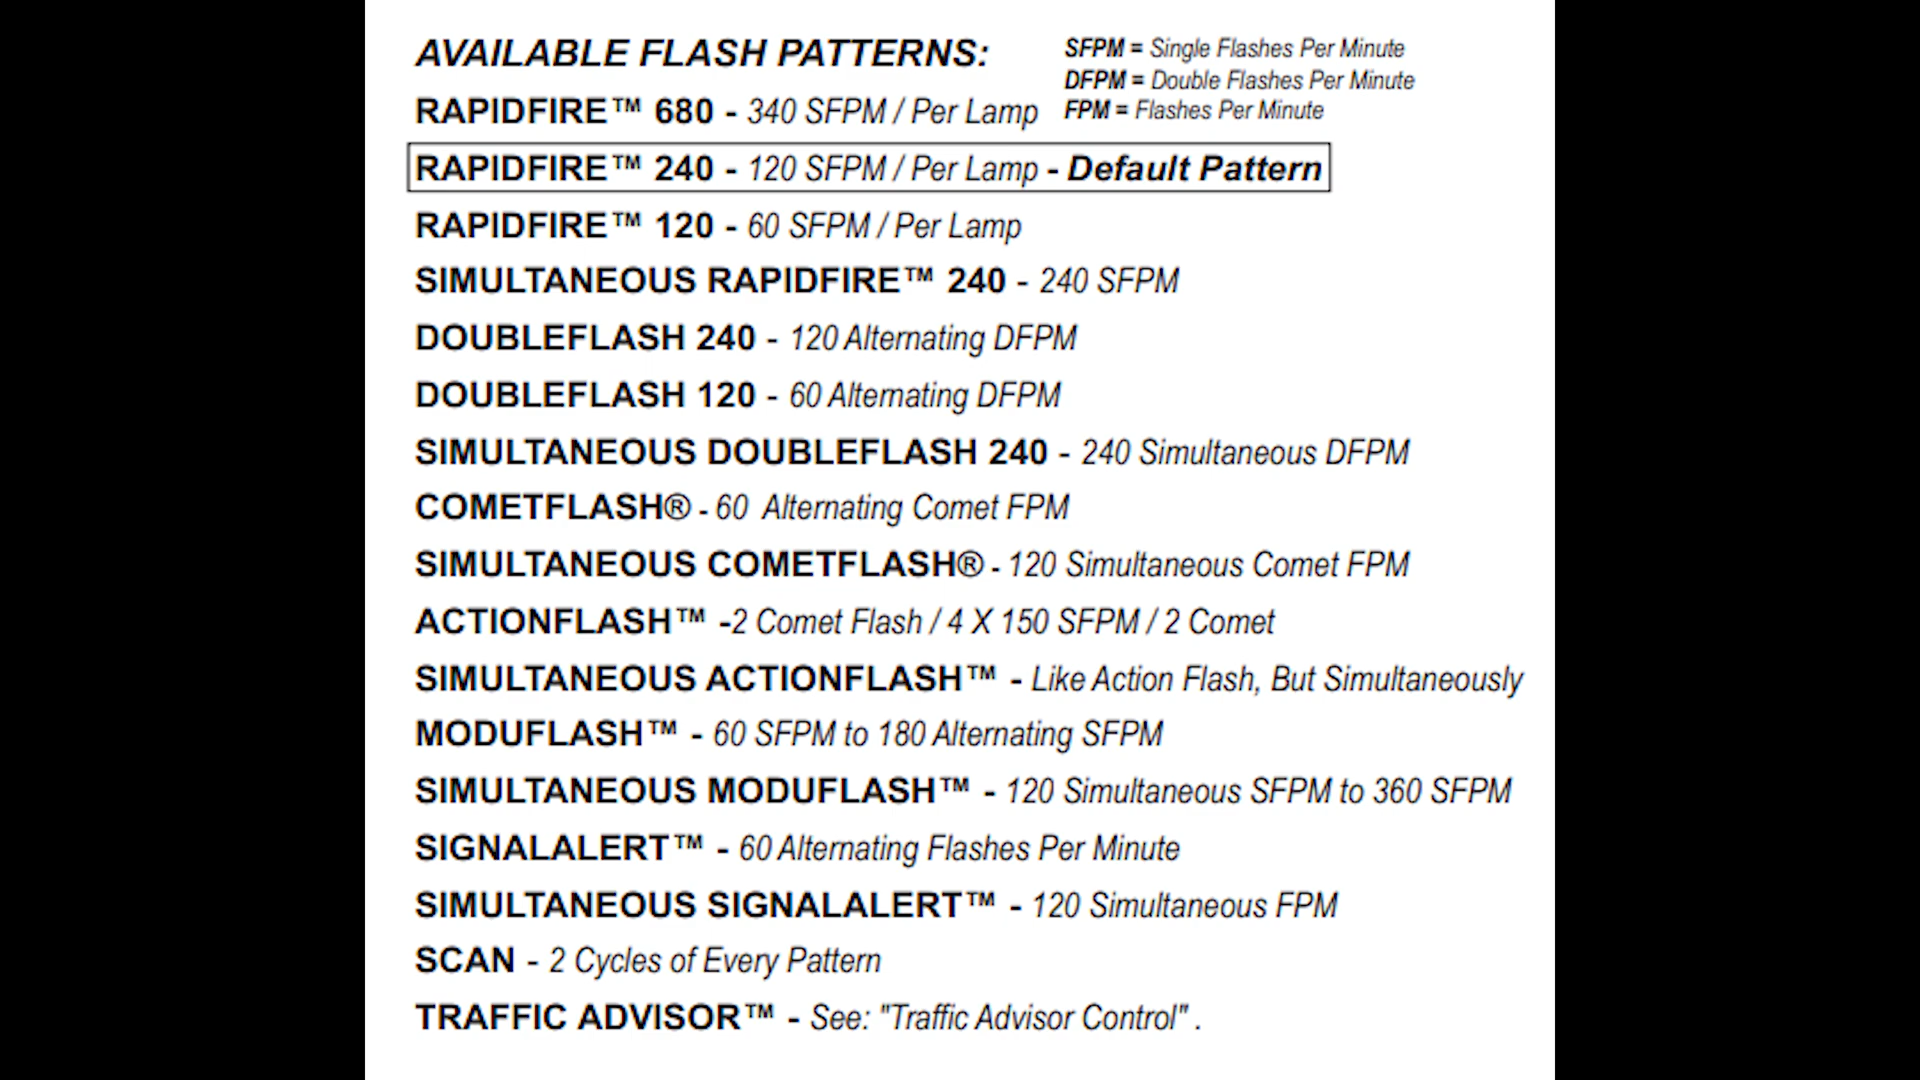 AVAILABLE FLASH PATTERNS:
SFPM = Single Flashes Per Minute
DFPM = Double Flashes Per Minute
FPM = Flashes Per Minute
RAPIDFIRE™ 680 - 340 SFPM / Per Lamp
RAPIDFIRE™ 240 - 120 SFPM / Per Lamp - Default Pattern
RAPIDFIRE™ 120 - 60 SFPM / Per Lamp
SIMULTANEOUS RAPIDFIRE™ 240 - 240 SFPM
DOUBLEFLASH 240 - 120 Alternating DFPM
DOUBLEFLASH 120 - 60 Alternating DFPM
SIMULTANEOUS DOUBLEFLASH 240 - 240 Simultaneous DFPM
COMETFLASH® - 60 Alternating Comet FPM
SIMULTANEOUS COMETFLASH® - 120 Simultaneous Comet FPM
ACTIONFLASH™ -2 Comet Flash / 4 X 150 SFPM / 2 Comet
SIMULTANEOUS ACTIONFLASH™ - Like Action Flash, But Simultaneously
MODUFLASH™ - 60 SFPM to 180 Alternating SFPM
SIMULTANEOUS MODUFLASH™ - 120 Simultaneous SFPM to 360 SFPM
SIGNALALERT™ - 60 Alternating Flashes Per Minute
SIMULTANEOUS SIGNALALERT™ - 120 Simultaneous FPM
SCAN - 2 Cycles of Every Pattern
TRAFFIC ADVISOR™ - See: "Traffic Advisor Control" .